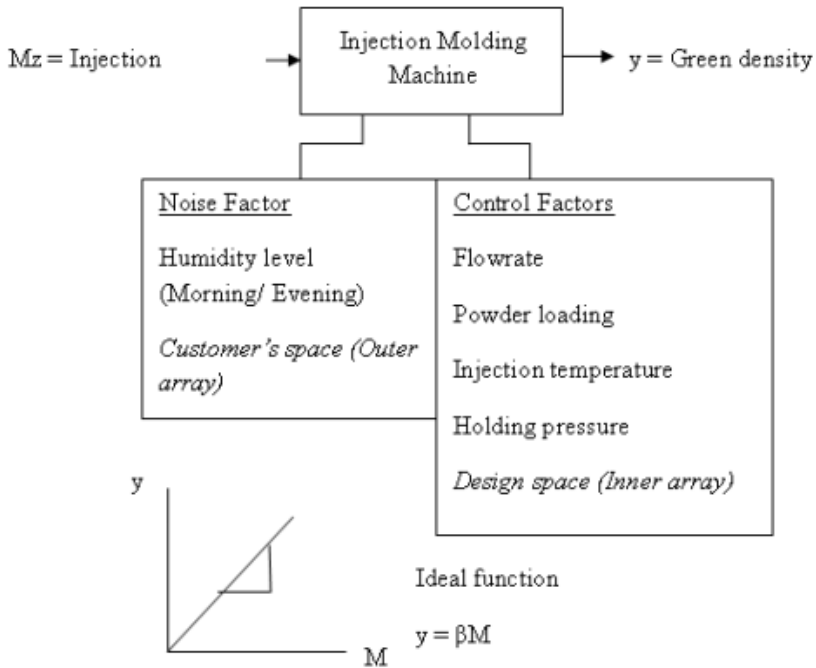 Mz = Injection
Injection Molding
Machine
y = Green density
Noise Factor
Humidity level
(Morning/ Evening)
Customer's space (Outer
array)
Control Factors
Flowrate
Powder loading
Injection temperature
Holding pressure
Design space (Inner array)
y
M
Ideal function
y = βM